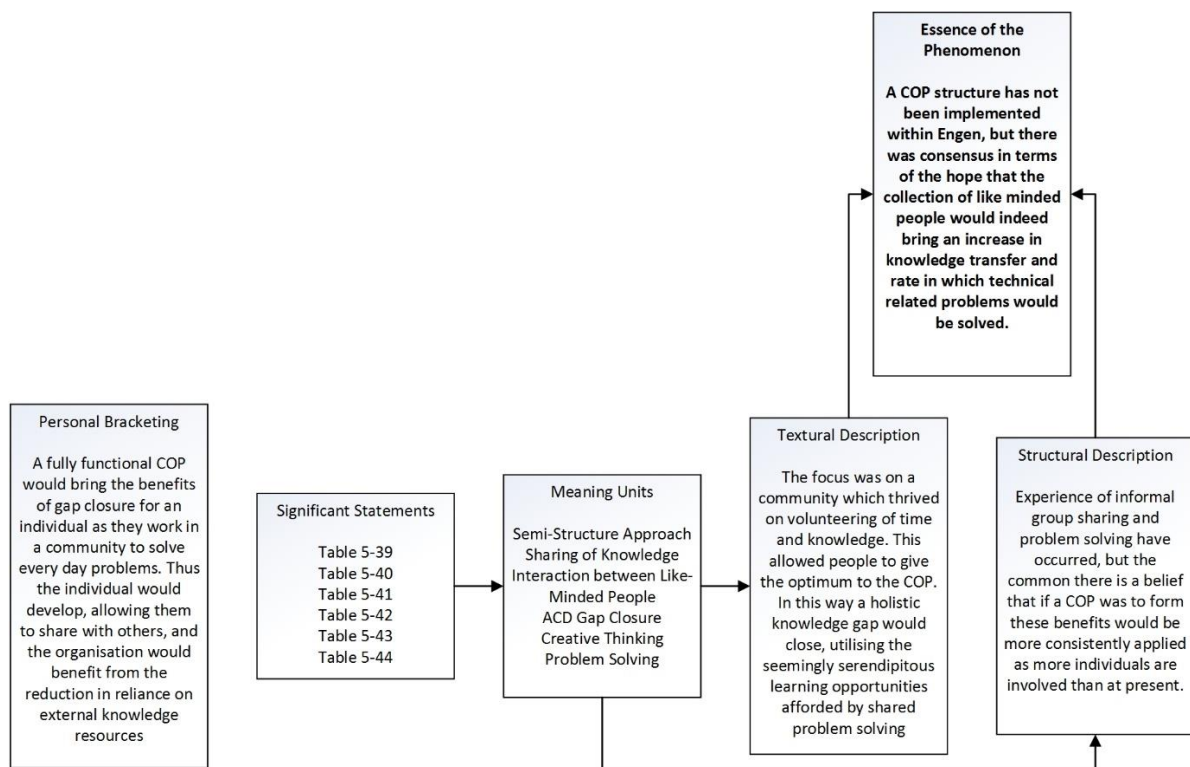 Essence of the
Phenomenon
A COP structure has not
been implemented
within Engen, but there
was consensus in terms
of the hope that the
collection of like minded
people would indeed
bring an increase in
knowledge transfer and
rate in which technical
related problems would
be solved.
Personal Bracketing
A fully functional COP
would bring the benefits
of gap closure for an
individual as they work in
a community to solve
every day problems. Thus
the individual would
develop, allowing them
to share with others, and
the organisation would
benefit from the
reduction in reliance on
external knowledge
resources
Significant Statements
Table 5-39
Table 5-40
Table 5-41
Table 5-42
Table 5-43
Table 5-44
Meaning Units
Semi-Structure Approach
Sharing of Knowledge
Interaction between Like-
Minded People
ACD Gap Closure
Creative Thinking
Problem Solving
Textural Description
The focus was on a
community which thrived
on volunteering of time
and knowledge. This
allowed people to give
the optimum to the COP.
In this way a holistic
knowledge gap would
close, utilising the
seemingly serendipitous
learning opportunities
afforded by shared
problem solving
Structural Description
Experience of informal
group sharing and
problem solving have
occurred, but the
common there is a belief
that if a COP was to form
these benefits would be
more consistently applied
as more individuals are
involved than at present.